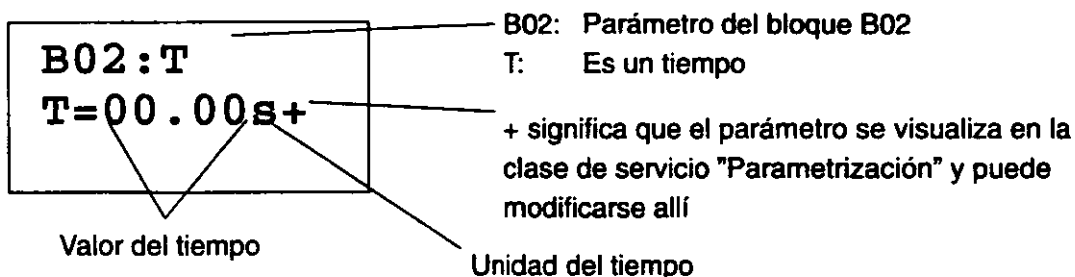 B02:T
T=00.00s+
B02: Parámetro del bloque B02
T: Es un tiempo
+ significa que el parámetro se visualiza en la
clase de servicio "Parametrización" y puede
modificarse allí
Valor del tiempo
Unidad del tiempo